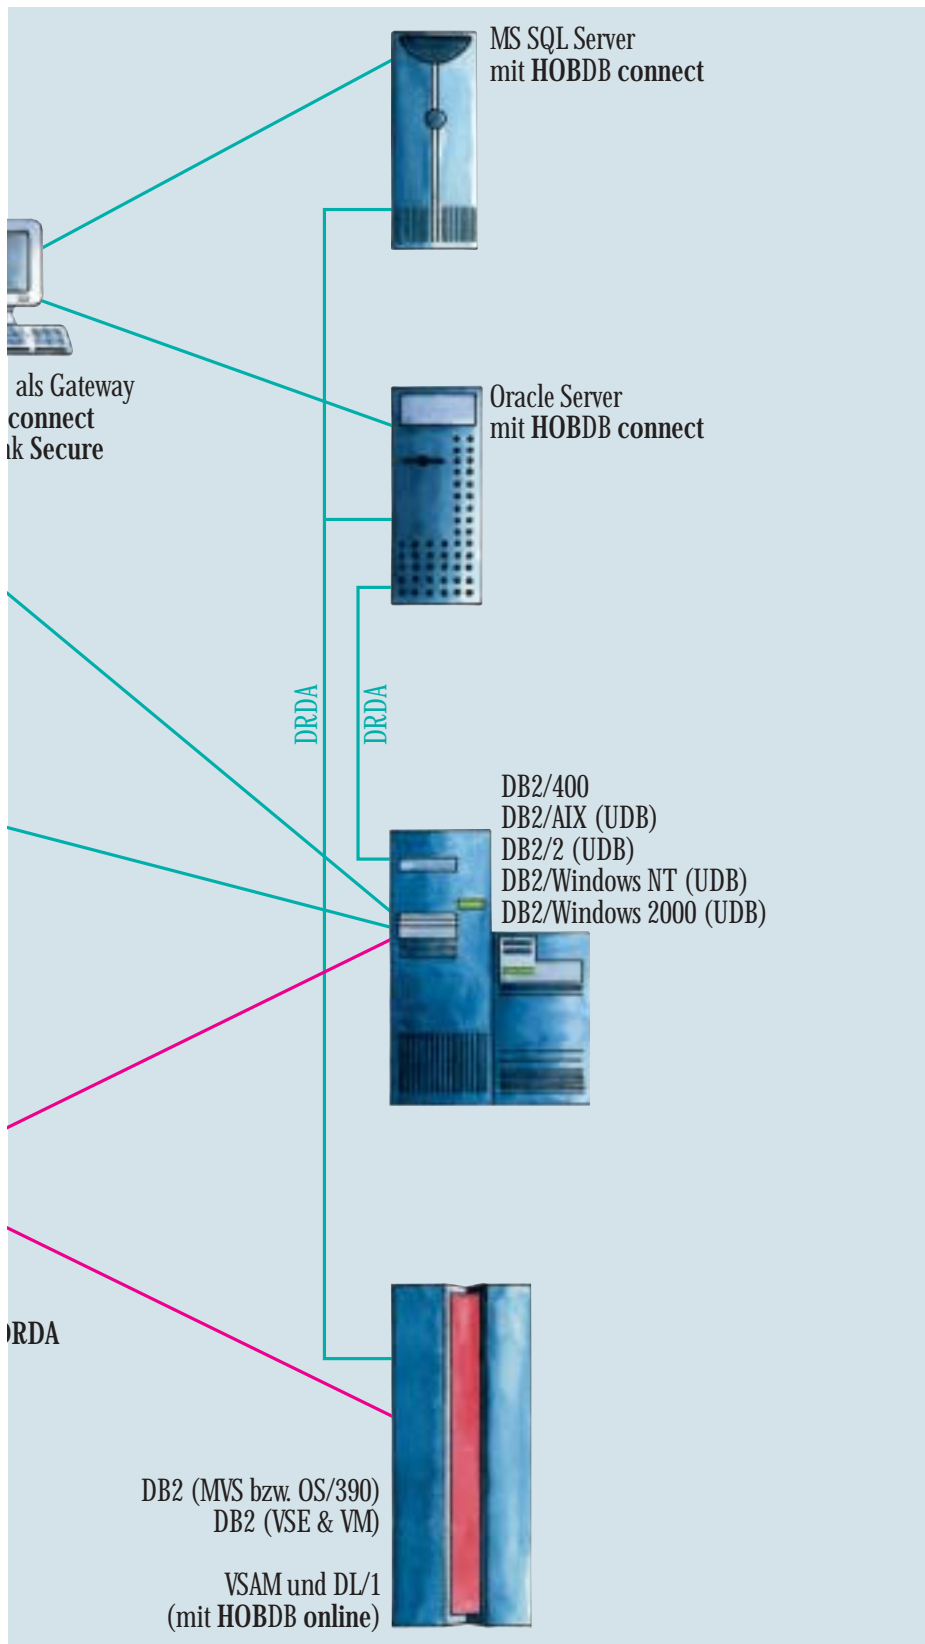 MS SQL Server
mit HOBDB connect
als Gateway
connect
Secure
Oracle Server
mit HOBDB connect
DRDA
DRDA
DB2/400
DB2/AIX (UDB)
DB2/2 (UDB)
DB2/Windows NT (UDB)
DB2/Windows 2000 (UDB)
DRDA
DB2 (MVS bzw. OS/390)
DB2 (VSE & VM)
VSAM und DL/1
(mit HOBDB online)